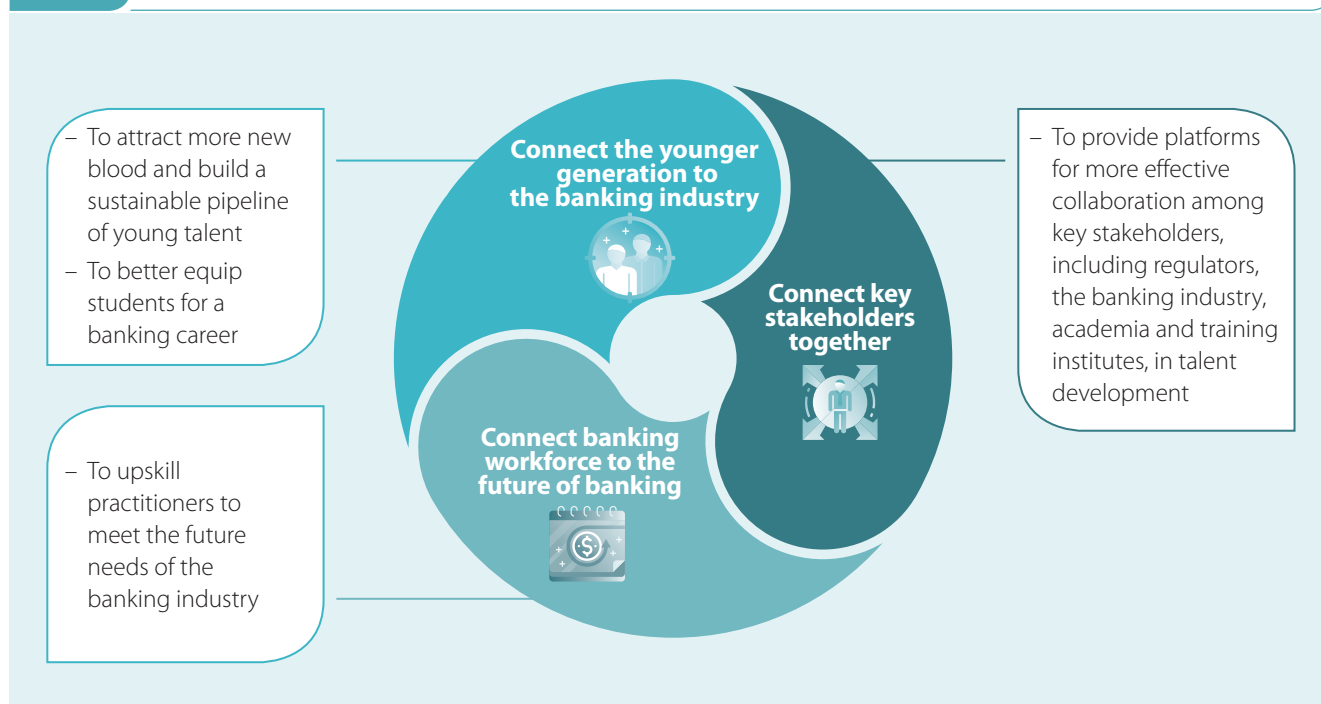 – To attract more new
blood and build a
sustainable pipeline
of young talent
– To better equip
students for a
banking career
Connect the younger
generation to
the banking industry
– To provide platforms
for more effective
collaboration among
key stakeholders,
including regulators,
the banking industry,
academia and training
institutes, in talent
development
Connect key
stakeholders
together
– To upskill
practitioners to
meet the future
needs of the
banking industry
Connect banking
workforce to the
future of banking
$